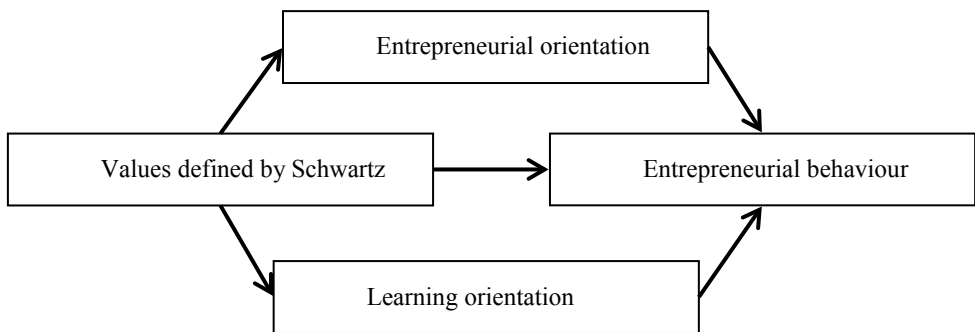 Entrepreneurial orientation
Values defined by Schwartz
Entrepreneurial behaviour
Learning orientation